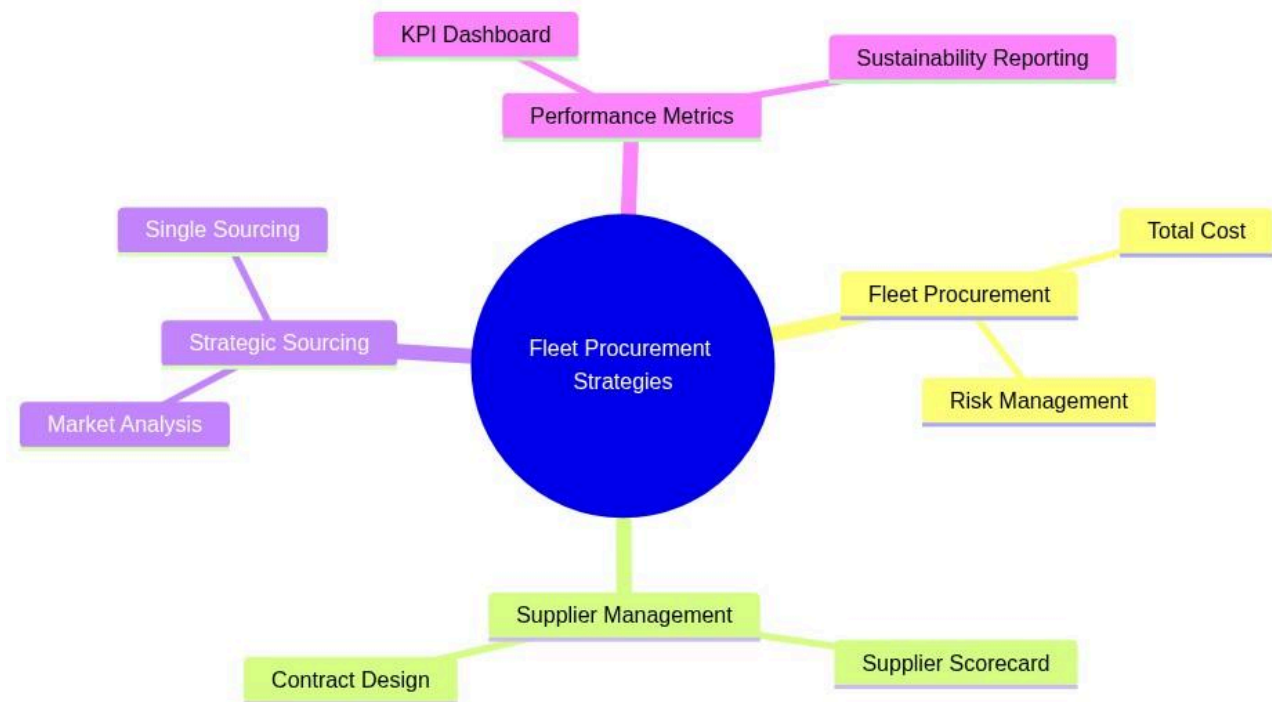 KPI Dashboard
Sustainability Reporting
Performance Metrics
Single Sourcing
Total Cost
Fleet Procurement
Strategic Sourcing
Fleet Procurement
Strategies
Risk Management
Market Analysis
Supplier Management
Supplier Scorecard
Contract Design